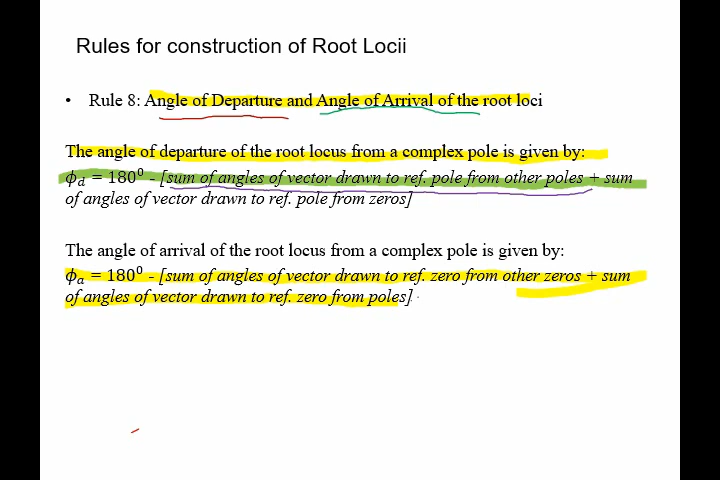 Rules for construction of Root Locii
• Rule 8: Angle of Departure and Angle of Arrival of the root loci
The angle of departure of the root locus from a complex pole is given by:
ϕ_d = 180⁰ - [sum of angles of vector drawn to ref. pole from other poles + sum
of angles of vector drawn to ref. pole from zeros]
The angle of arrival of the root locus from a complex pole is given by:
ϕ_a = 180⁰ - [sum of angles of vector drawn to ref. zero from other zeros + sum
of angles of vector drawn to ref. zero from poles]